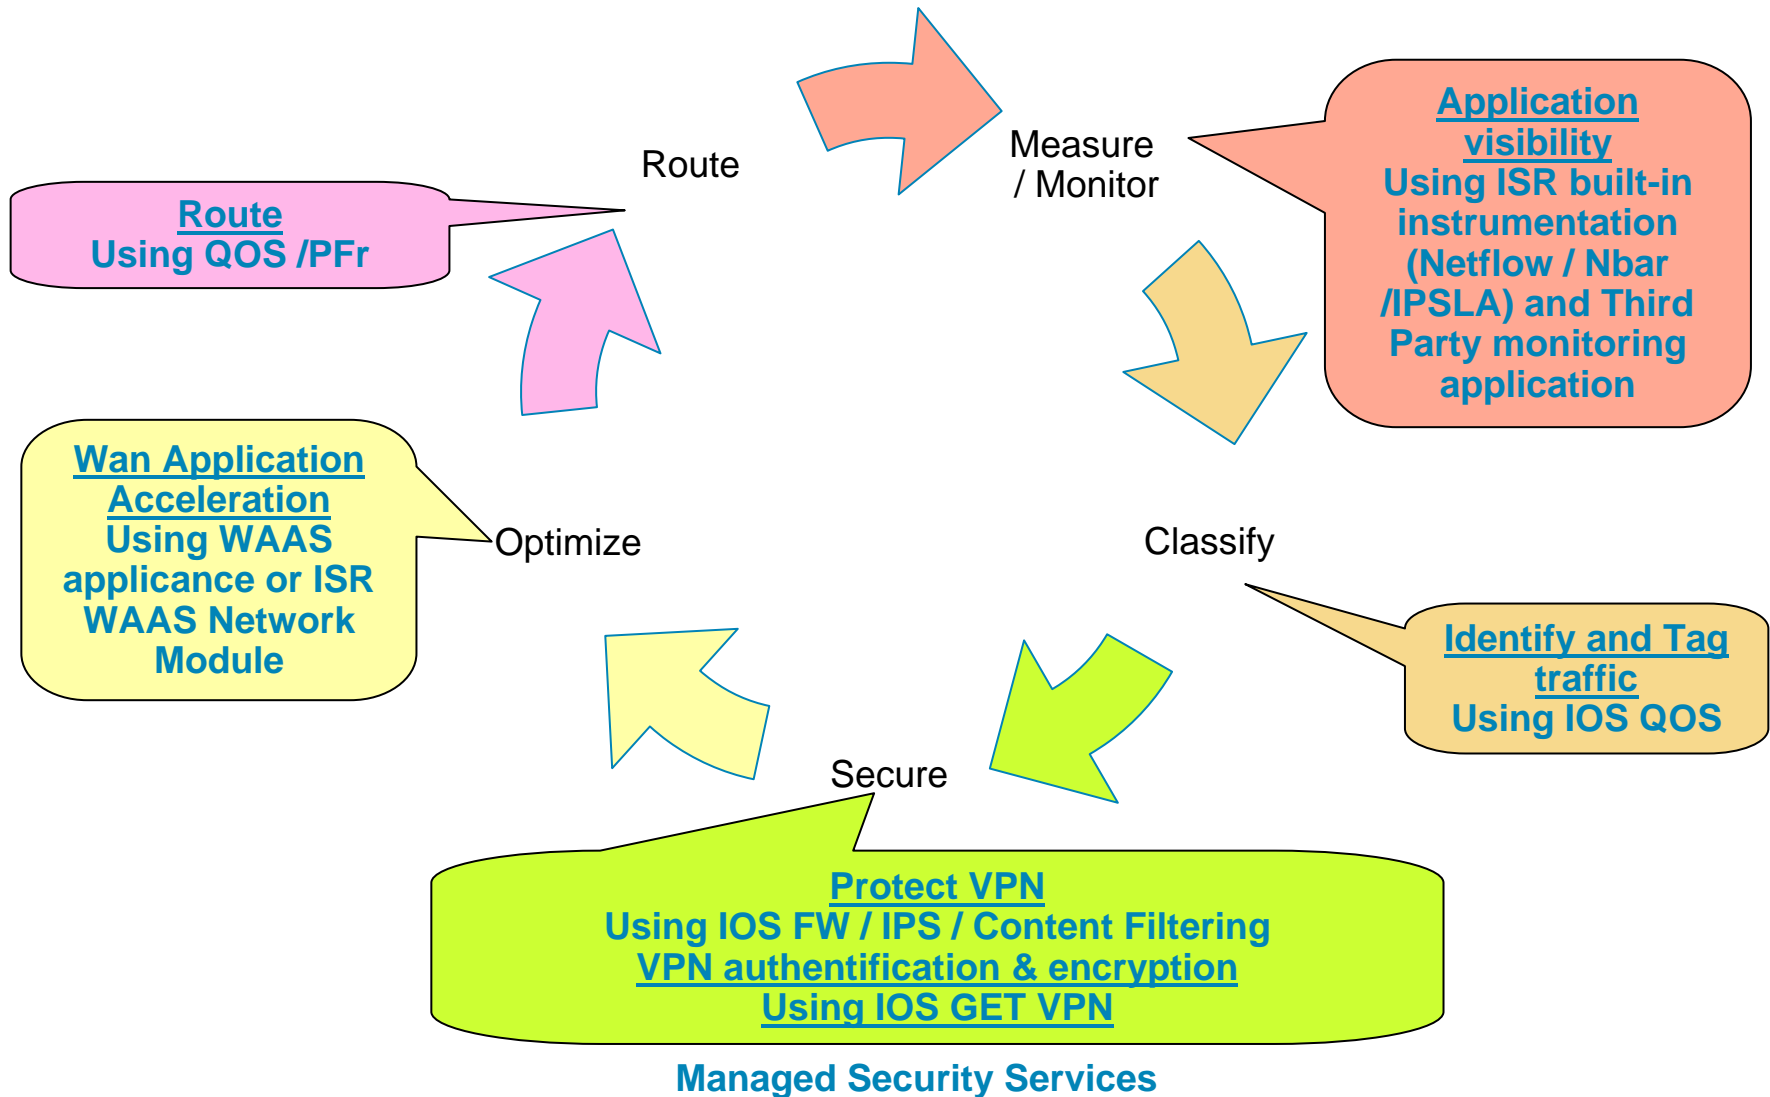 Route
Measure
/ Monitor
Application
visibility
Using ISR built-in
instrumentation
(Netflow / Nbar
/IPSLA) and Third
Party monitoring
application
Route
Using QOS /PFr
Wan Application
Acceleration
Using WAAS
applicance or ISR
WAAS Network
Module
Optimize
Classify
Identify and Tag
traffic
Using IOS QOS
Secure
Protect VPN
Using IOS FW / IPS / Content Filtering
VPN authentification & encryption
Using IOS GET VPN
Managed Security Services